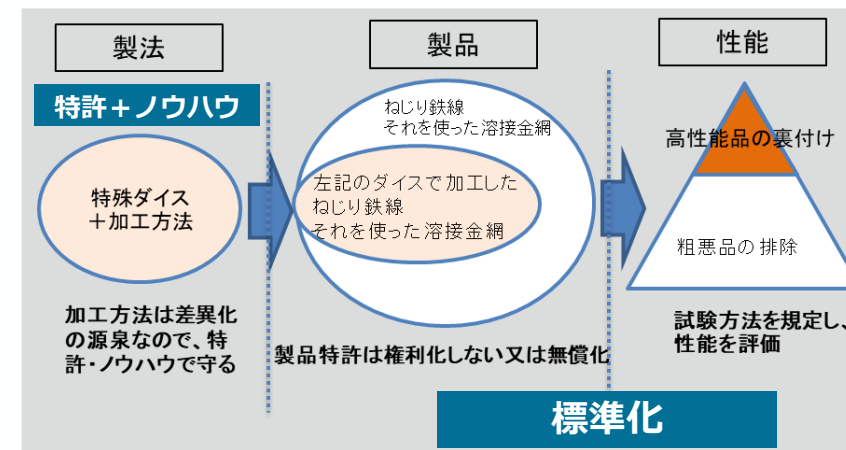 製法
特許＋ノウハウ
特殊ダイス
＋加工方法
加工方法は差異化
の源泉なので、特
許・ノウハウで守る
製品
ねじり鉄線
それを使った溶接金網
左記のダイスで加工した
ねじり鉄線
それを使った溶接金網
製品特許は権利化しない又は無償化
性能
高性能品の裏付け
粗悪品の排除
試験方法を規定し、
性能を評価
標準化